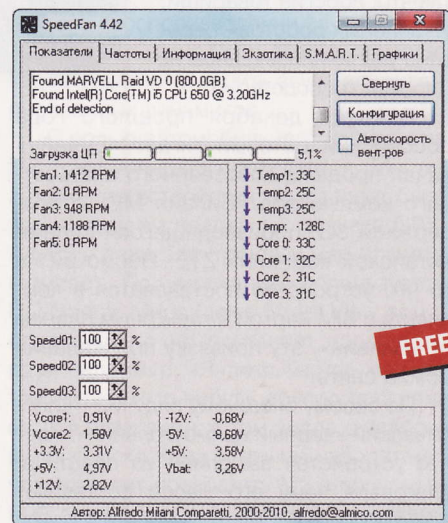 SpeedFan 4.42
Показатели Частоты Информация Экзотика S.M.A.R.T. Графики
Found MARVELL Raid VD 0 (800,0GB)
Found Intel(R) Core(TM) i5 CPU 650 @ 3.20GHz
End of detection
Свернуть
Конфигурация
Автоскорость
вент-ров
Загрузка ЦП 5,1%
Fan1: 1412 RPM
Fan2: 0 RPM
Fan3: 948 RPM
Fan4: 1188 RPM
Fan5: 0 RPM
Temp1: 33C
Temp2: 25C
Temp3: 25C
Temp: -128C
Core 0: 33C
Core 1: 32C
Core 2: 31C
Core 3: 31C
Speed01: 100 %
Speed02: 100 %
Speed03: 100 %
FREE
Vcore1: 0,91V
Vcore2: 1,58V
+3.3V: 3,31V
+5V: 4,97V
+12V: 2,82V
-12V: -0,68V
-5V: -8,68V
+5V: 3,58V
Vbat: 3,26V
Автор: Alfredo Milani Comparetti, 2000-2010, alfredo@almico.com